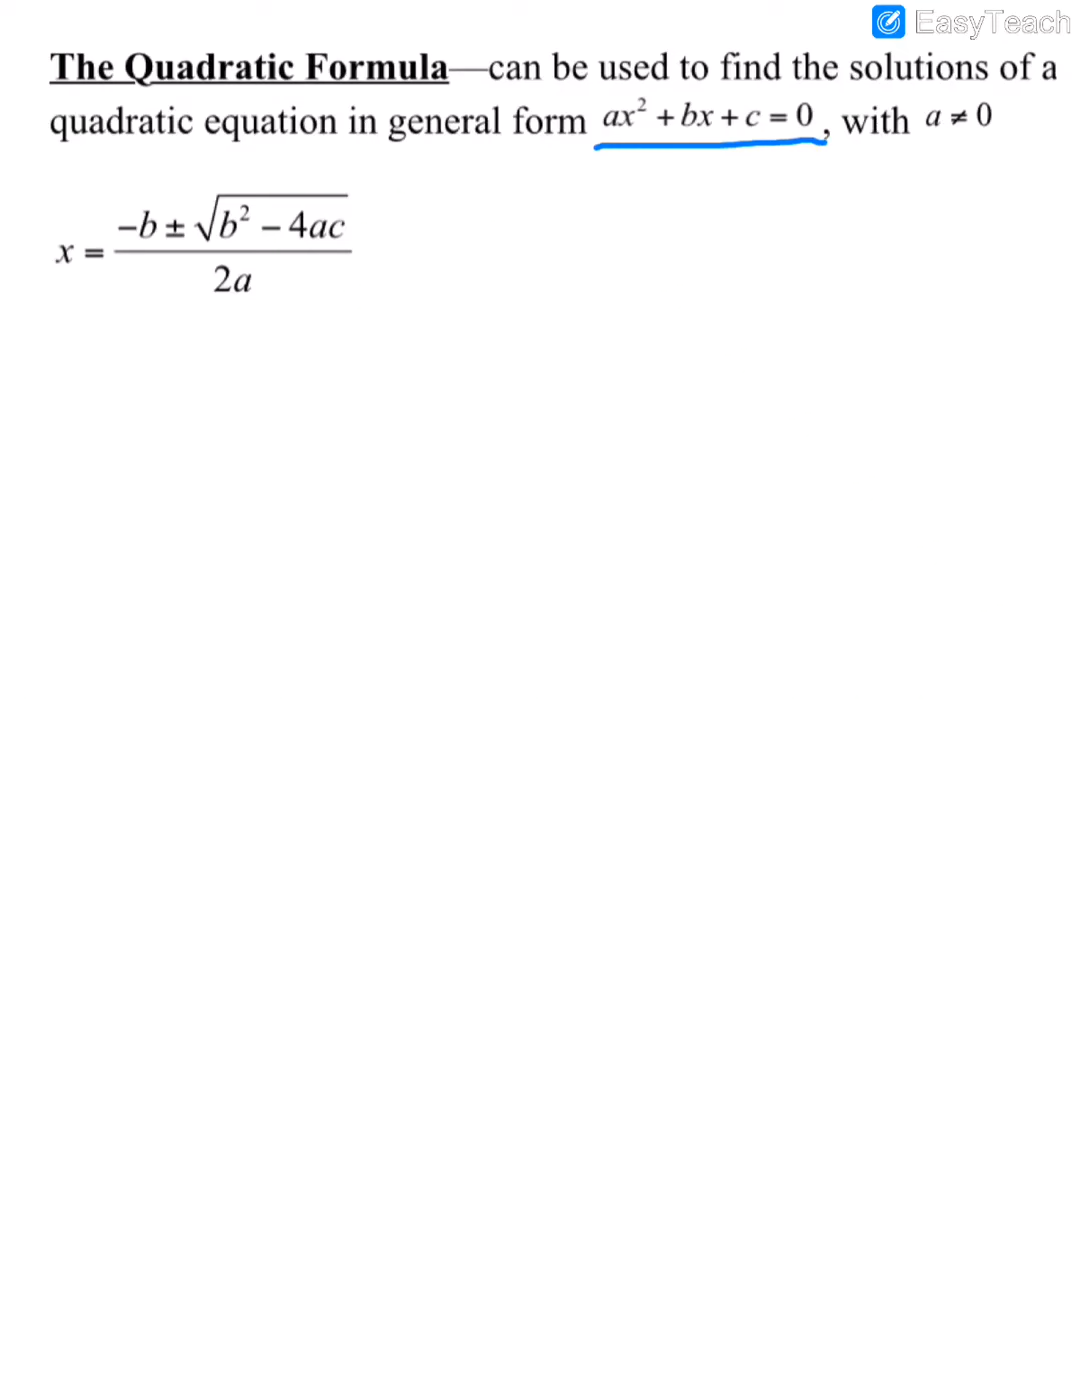 EasyTeach
The Quadratic Formula—can be used to find the solutions of a
quadratic equation in general form ax² + bx + c = 0, with a ≠ 0
x = (−b ± √(b² − 4ac)) / 2a